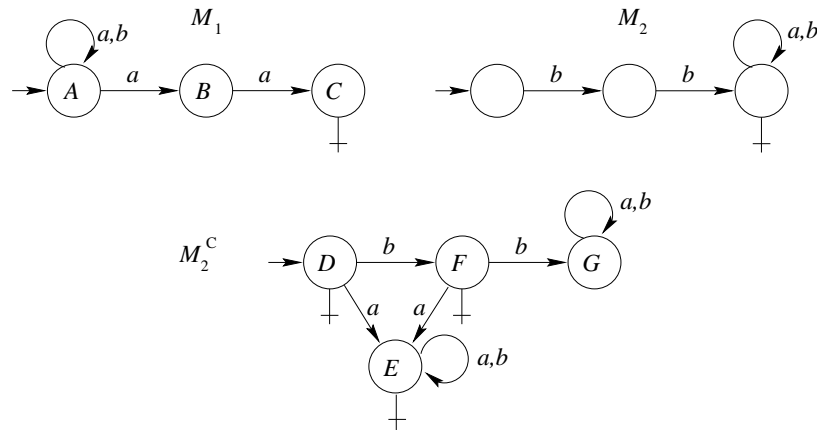 M₁ M₂
a,b a,b
A a B a C b b
a,b
M₂ᶜ D b F b G
a a
E a,b